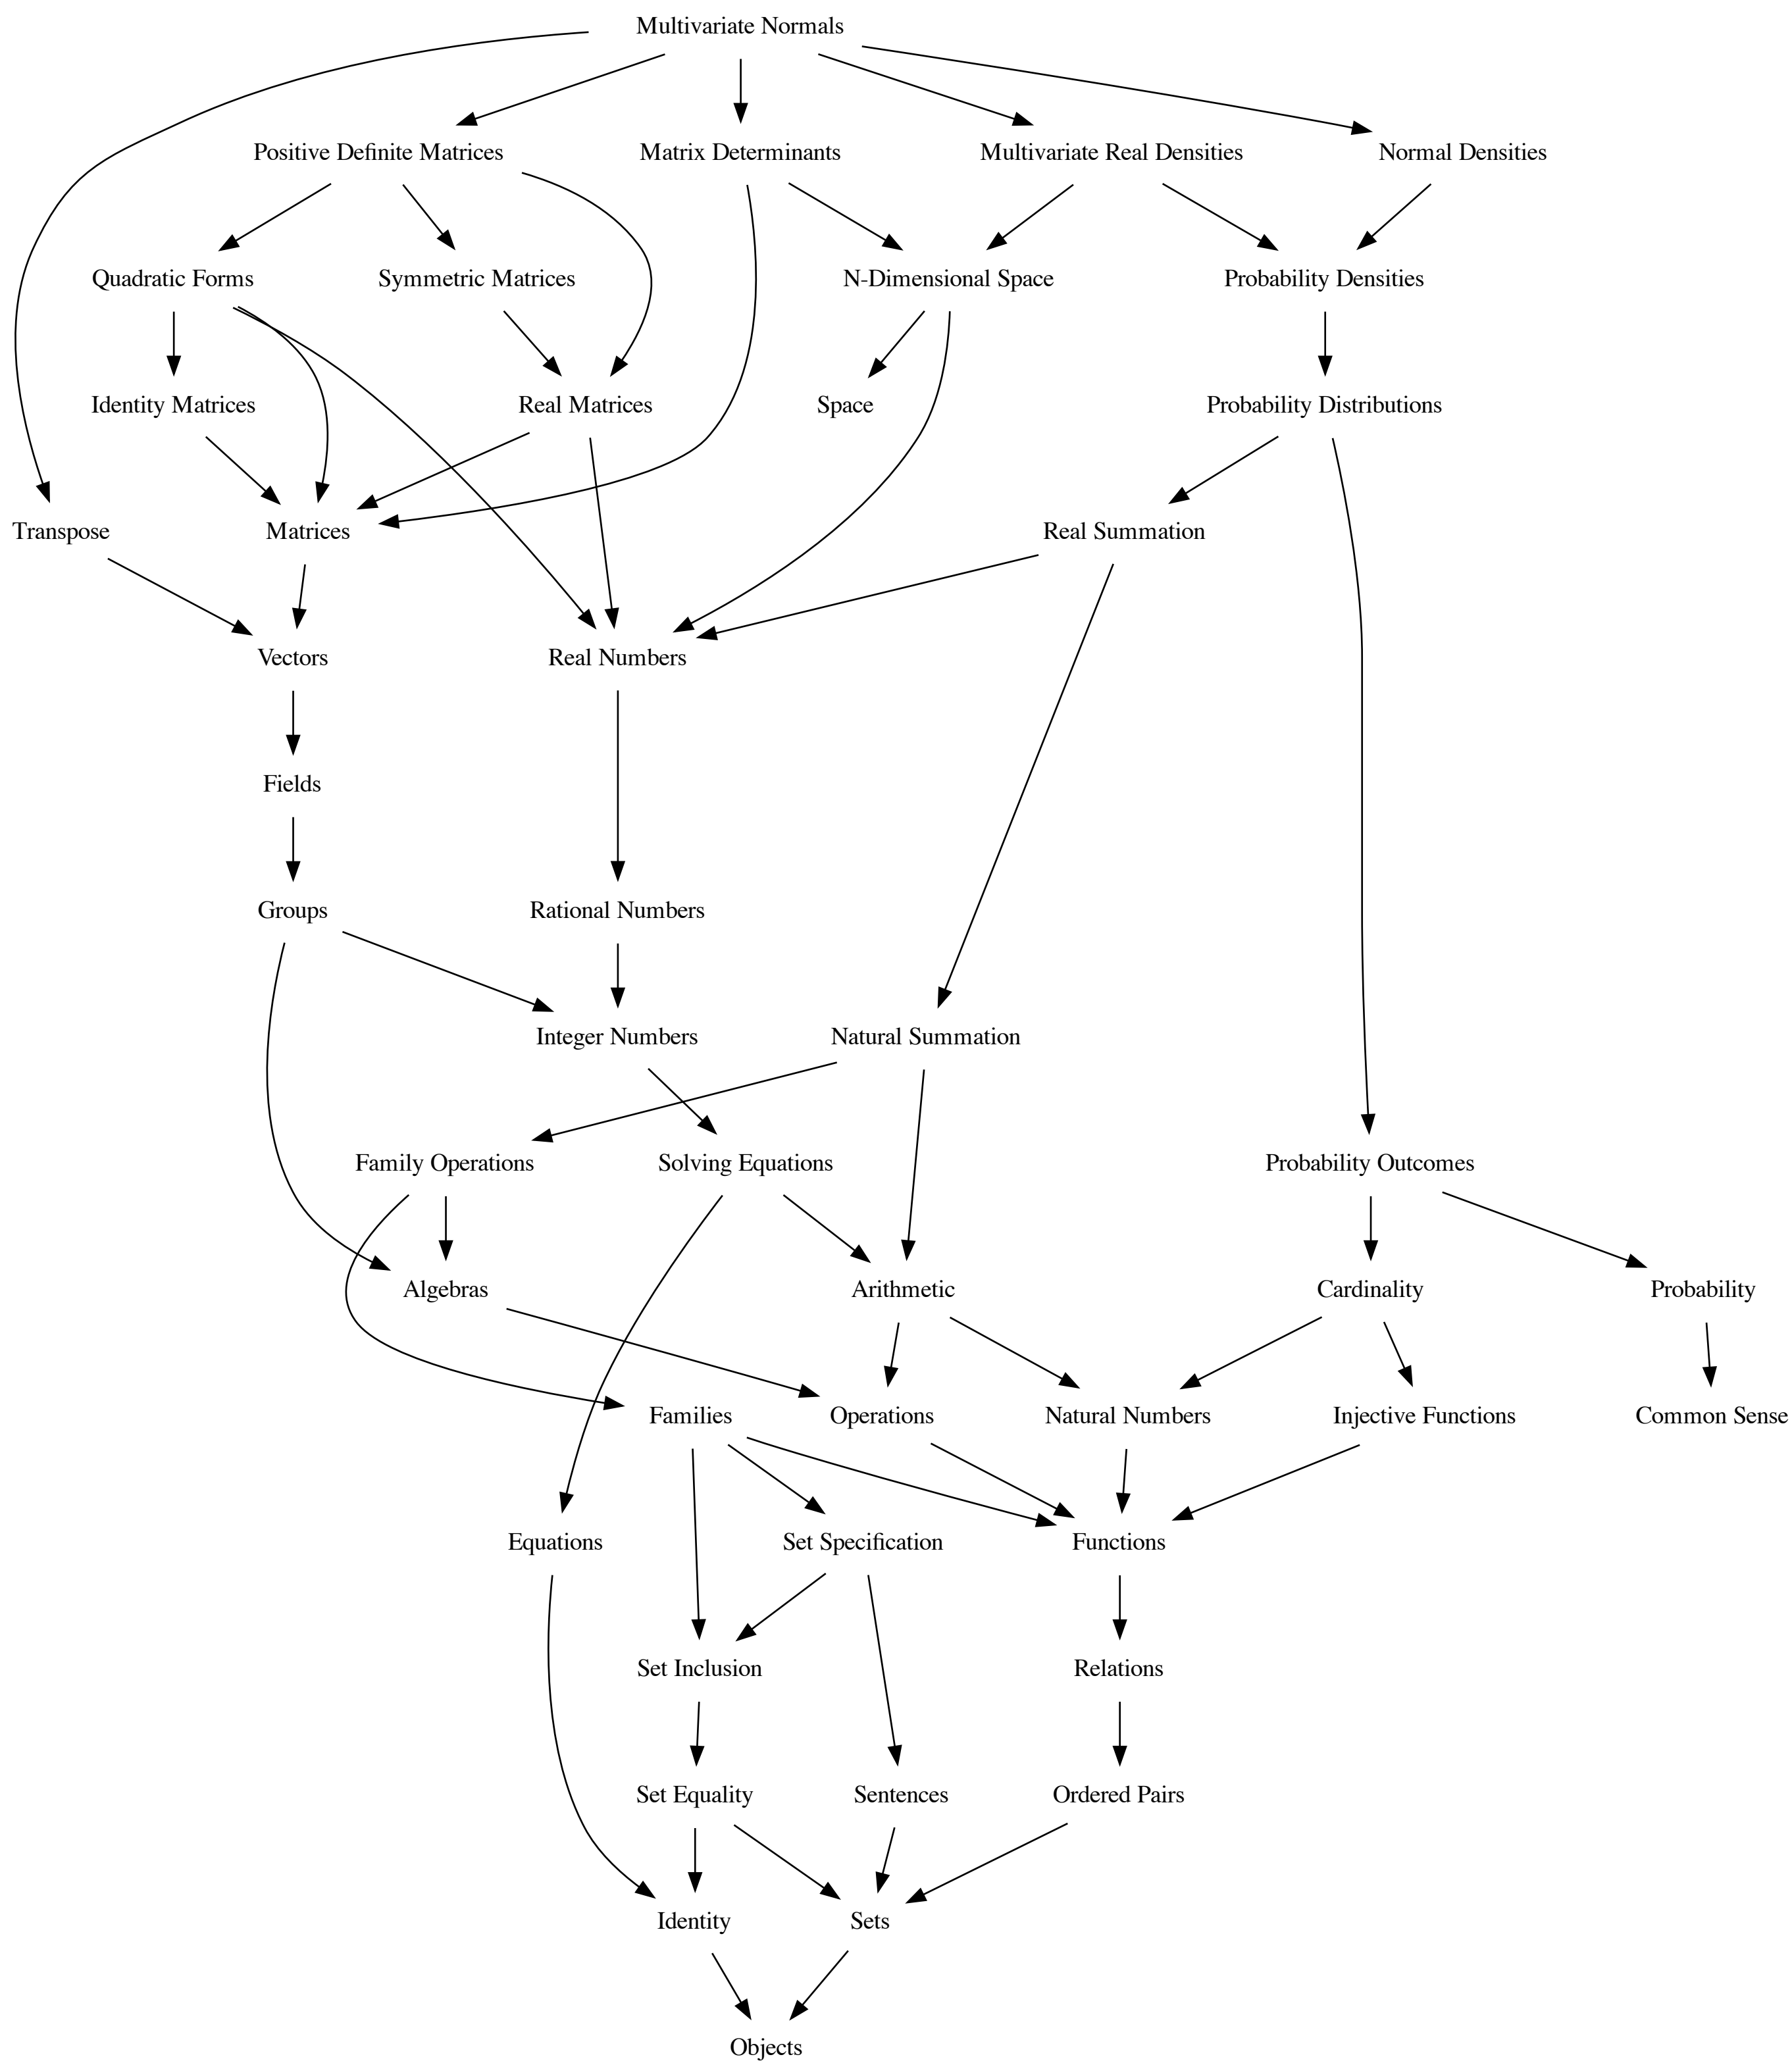 Multivariate Normals
Positive Definite Matrices
Matrix Determinants
Multivariate Real Densities
Normal Densities
Quadratic Forms
Symmetric Matrices
N-Dimensional Space
Probability Densities
Identity Matrices
Real Matrices
Space
Probability Distributions
Transpose
Matrices
Real Summation
Vectors
Real Numbers
Fields
Groups
Rational Numbers
Integer Numbers
Natural Summation
Family Operations
Solving Equations
Probability Outcomes
Algebras
Arithmetic
Cardinality
Probability
Families
Operations
Natural Numbers
Injective Functions
Common Sense
Equations
Set Specification
Functions
Set Inclusion
Relations
Set Equality
Sentences
Ordered Pairs
Identity
Sets
Objects